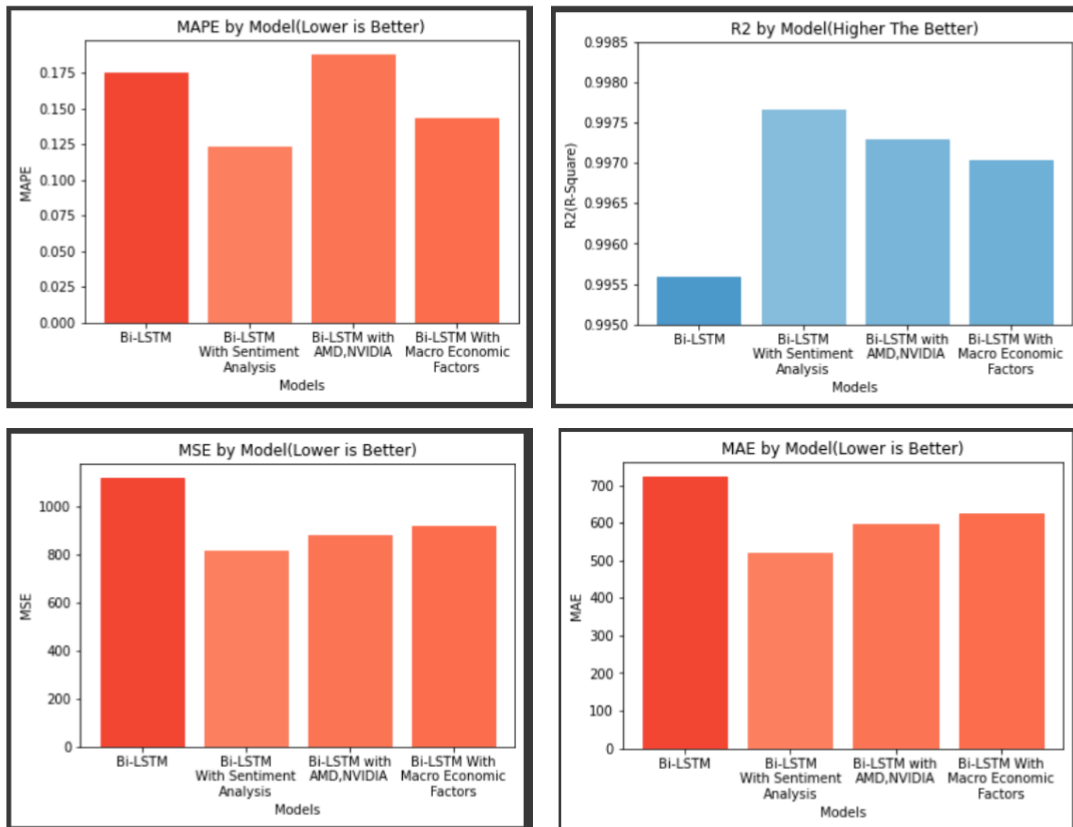 MAPE by Model(Lower is Better)
0.175
0.150
0.125
0.100
0.075
0.050
0.025
0.000
MAPE
Bi-LSTM
Bi-LSTM
With Sentiment
Analysis
Bi-LSTM with
AMD,NVIDIA
Bi-LSTM With
Macro Economic
Factors
Models
R2 by Model(Higher The Better)
0.9985
0.9980
0.9975
0.9970
0.9965
0.9960
0.9955
0.9950
R2(R-Square)
Bi-LSTM
Bi-LSTM
With Sentiment
Analysis
Bi-LSTM with
AMD,NVIDIA
Bi-LSTM With
Macro Economic
Factors
Models
MSE by Model(Lower is Better)
1000
800
600
400
200
0
MSE
Bi-LSTM
Bi-LSTM
With Sentiment
Analysis
Bi-LSTM with
AMD,NVIDIA
Bi-LSTM With
Macro Economic
Factors
Models
MAE by Model(Lower is Better)
700
600
500
400
300
200
100
0
MAE
Bi-LSTM
Bi-LSTM
With Sentiment
Analysis
Bi-LSTM with
AMD,NVIDIA
Bi-LSTM With
Macro Economic
Factors
Models